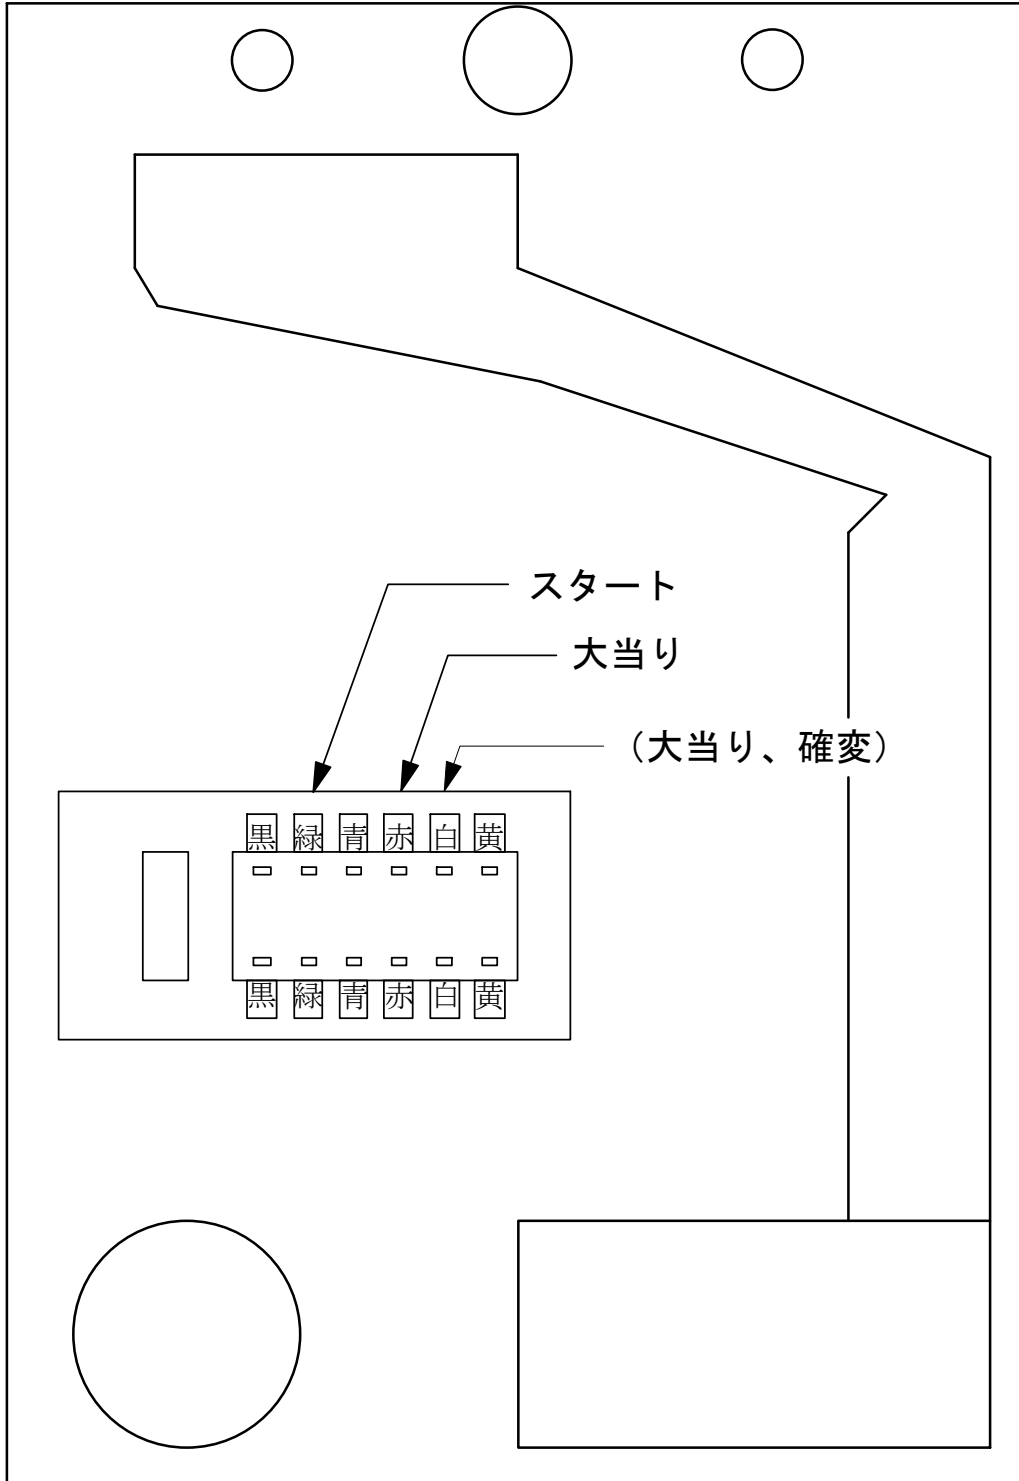 スタート
大当り
（大当り、確変）
黒 緑 青 赤 白 黄
黒 緑 青 赤 白 黄